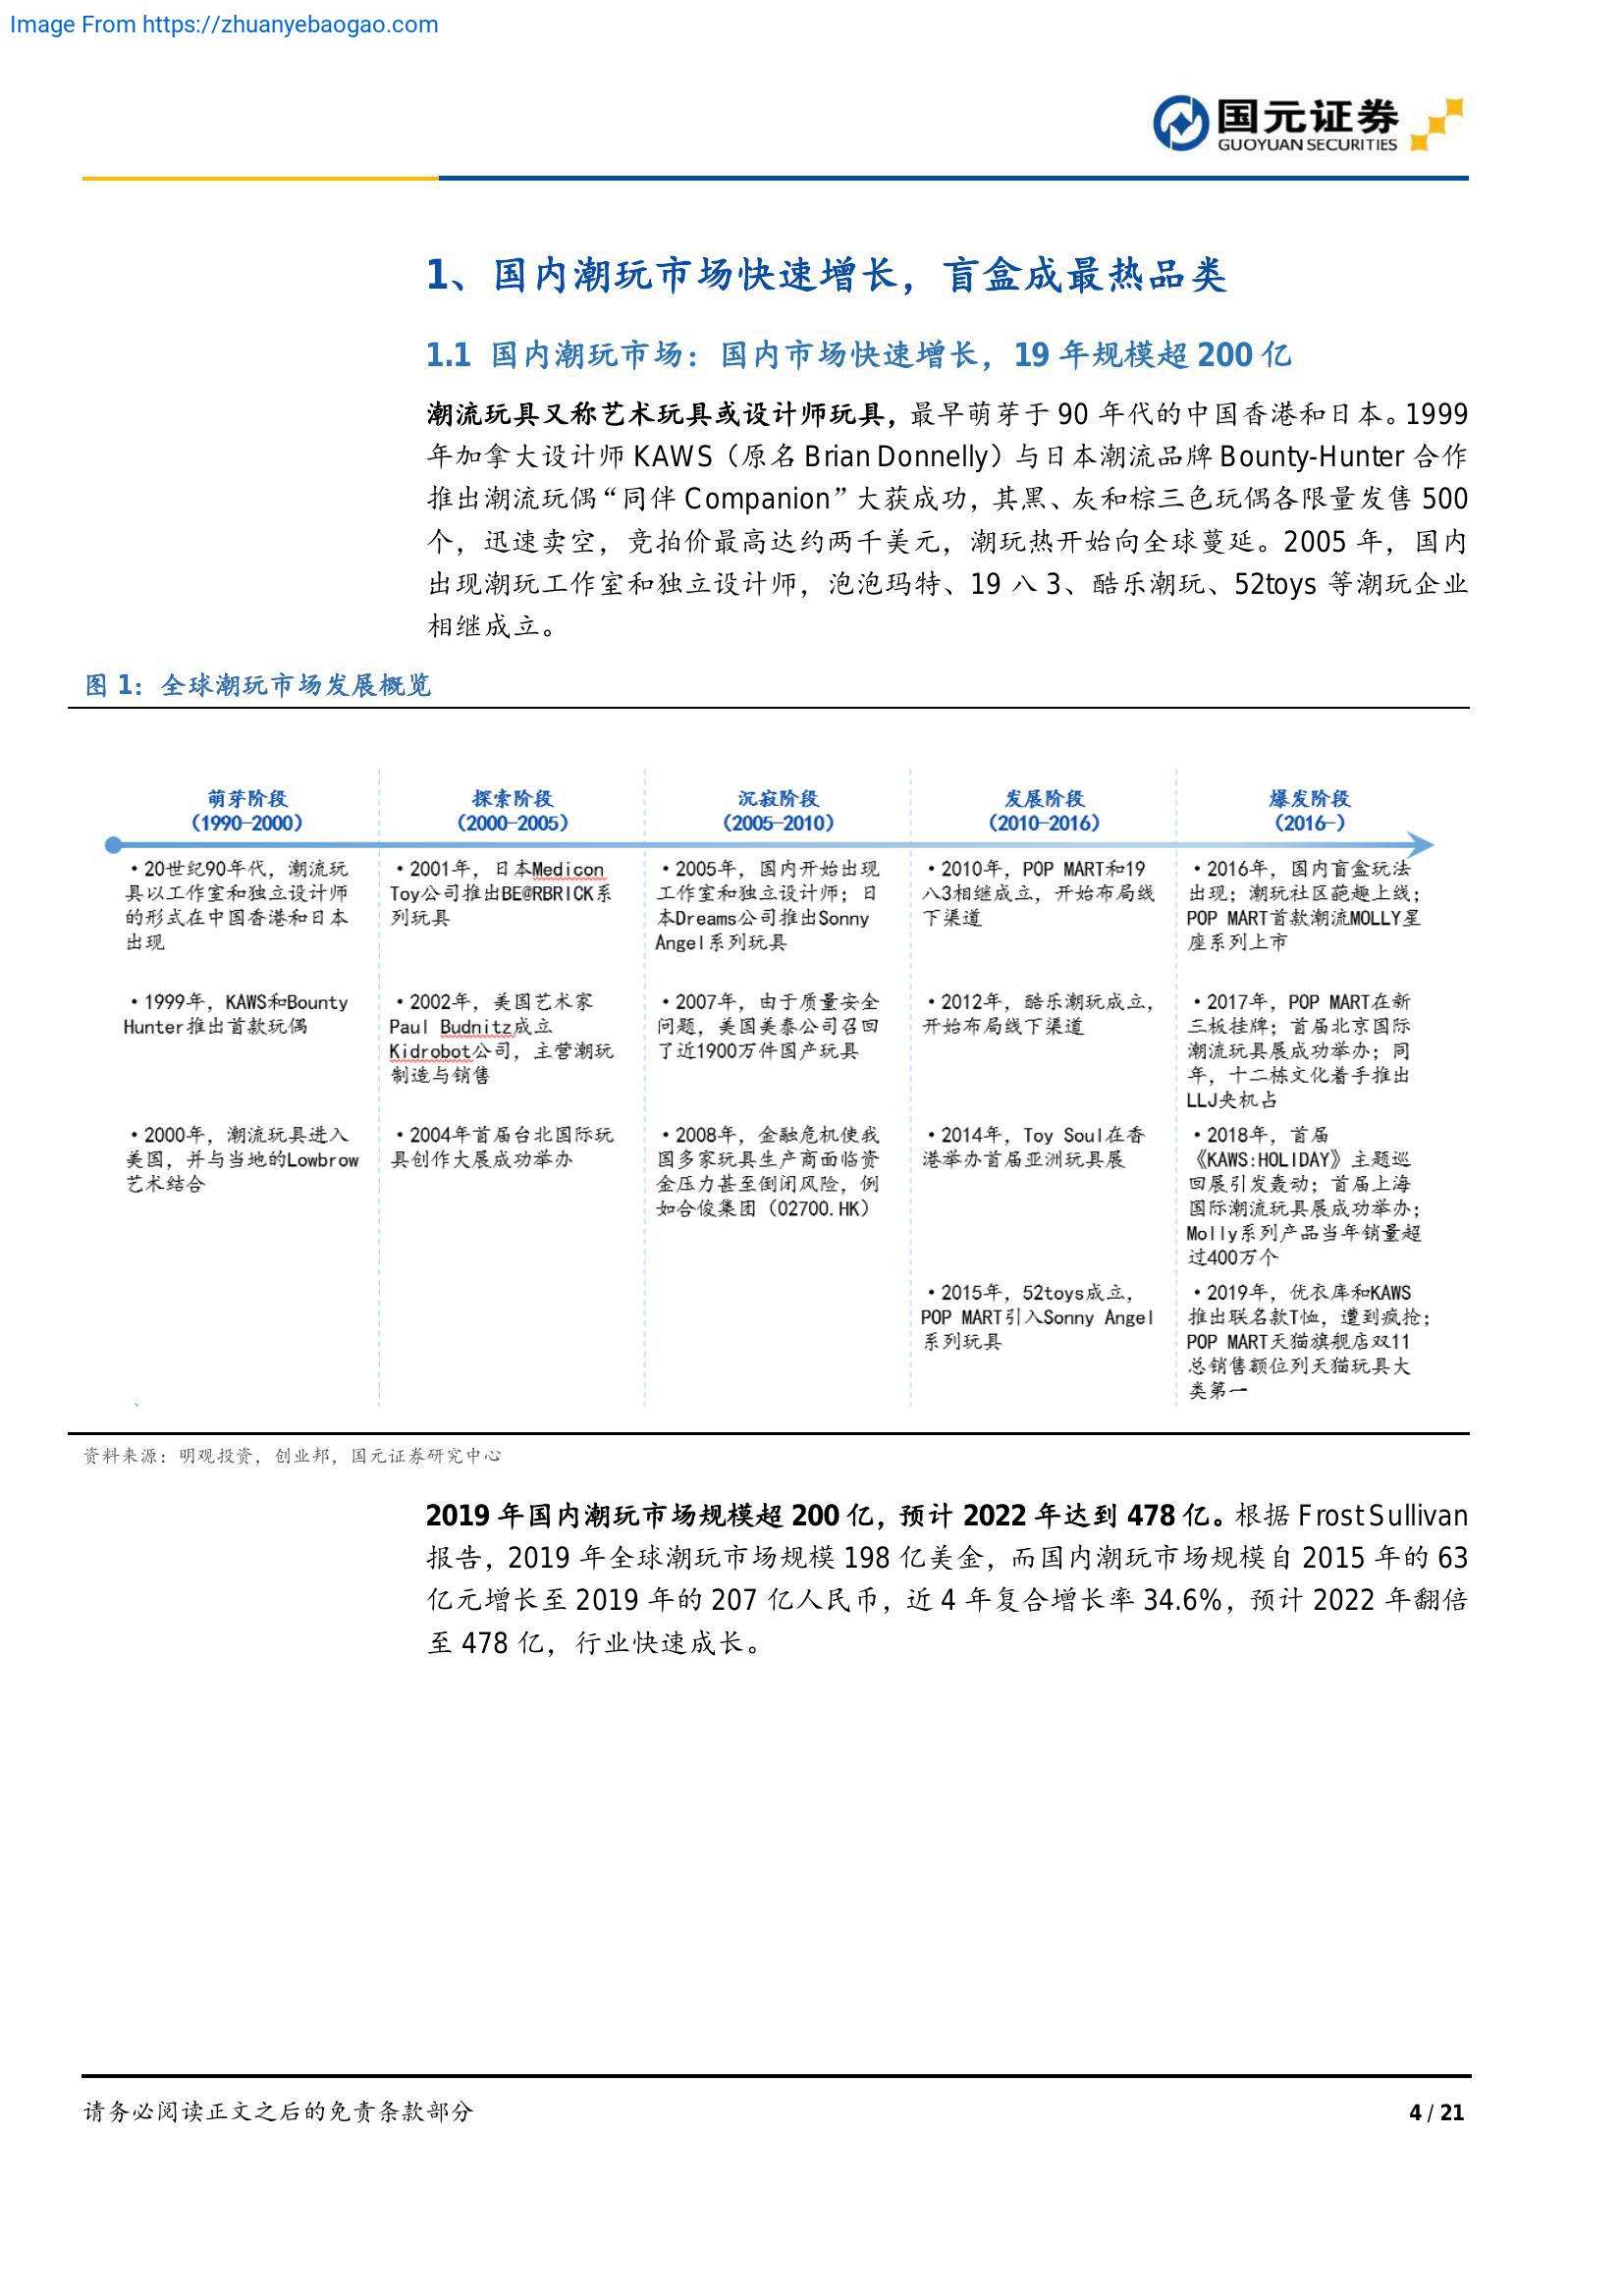 Image From https://zhuanyebaogao.com
国元证券
GUOYUAN SECURITIES
1、国内潮玩市场快速增长，盲盒成最热品类
1.1 国内潮玩市场：国内市场快速增长，19 年规模超 200 亿
潮流玩具又称艺术玩具或设计师玩具，最早萌芽于 90 年代的中国香港和日本。1999
年加拿大设计师 KAWS（原名 Brian Donnelly）与日本潮流品牌 Bounty-Hunter 合作
推出潮流玩偶“同伴 Companion”大获成功，其黑、灰和棕三色玩偶各限量发售 500
个，迅速卖空，竞拍价最高达约两千美元，潮玩热开始向全球蔓延。2005 年，国内
出现潮玩工作室和独立设计师，泡泡玛特、19 八 3、酷乐潮玩、52toys 等潮玩企业
相继成立。
图 1：全球潮玩市场发展概览
萌芽阶段
（1990-2000）
•20世纪90年代，潮流玩
具以工作室和独立设计师
的形式在中国香港和日本
出现
•1999年，KAWS和Bounty
Hunter推出首款玩偶
•2000年，潮流玩具进入
美国，并与当地的Lowbrow
艺术结合
探索阶段
（2000-2005）
•2001年，日本Medicon
Toy公司推出BE@RBRICK系
列玩具
•2002年，美国艺术家
Paul Budnitz成立
Kidrobot公司，主营潮玩
制造与销售
•2004年首届台北国际玩
具创作大展成功举办
沉寂阶段
（2005-2010）
•2005年，国内开始出现
工作室和独立设计师；日
本Dreams公司推出Sonny
Angel系列玩具
•2007年，由于质量安全
问题，美国美泰公司召回
了近1900万件国产玩具
•2008年，金融危机使我
国多家玩具生产商面临资
金压力甚至倒闭风险，例
如合俊集团（02700.HK）
发展阶段
（2010-2016）
•2010年，POP MART和19
八3相继成立，开始布局线
下渠道
•2012年，酷乐潮玩成立，
开始布局线下渠道
•2014年，Toy Soul在香
港举办首届亚洲玩具展
•2015年，52toys成立，
POP MART引入Sonny Angel
系列玩具
爆发阶段
（2016-）
•2016年，国内盲盒玩法
出现；潮玩社区葩趣上线；
POP MART首款潮流MOLLY星
座系列上市
•2017年，POP MART在新
三板挂牌；首届北京国际
潮流玩具展成功举办；同
年，十二栋文化着手推出
LLJ夹机占
•2018年，首届
《KAWS:HOLIDAY》主题巡
回展引发轰动；首届上海
国际潮流玩具展成功举办；
Molly系列产品当年销量超
过400万个
•2019年，优衣库和KAWS
推出联名款T恤，遭到疯抢；
POP MART天猫旗舰店双11
总销售额位列天猫玩具大
类第一
资料来源：明观投资，创业邦，国元证券研究中心
2019 年国内潮玩市场规模超 200 亿，预计 2022 年达到 478 亿。根据 Frost Sullivan
报告，2019 年全球潮玩市场规模 198 亿美金，而国内潮玩市场规模自 2015 年的 63
亿元增长至 2019 年的 207 亿人民币，近 4 年复合增长率 34.6%，预计 2022 年翻倍
至 478 亿，行业快速成长。
请务必阅读正文之后的免责条款部分
4 / 21